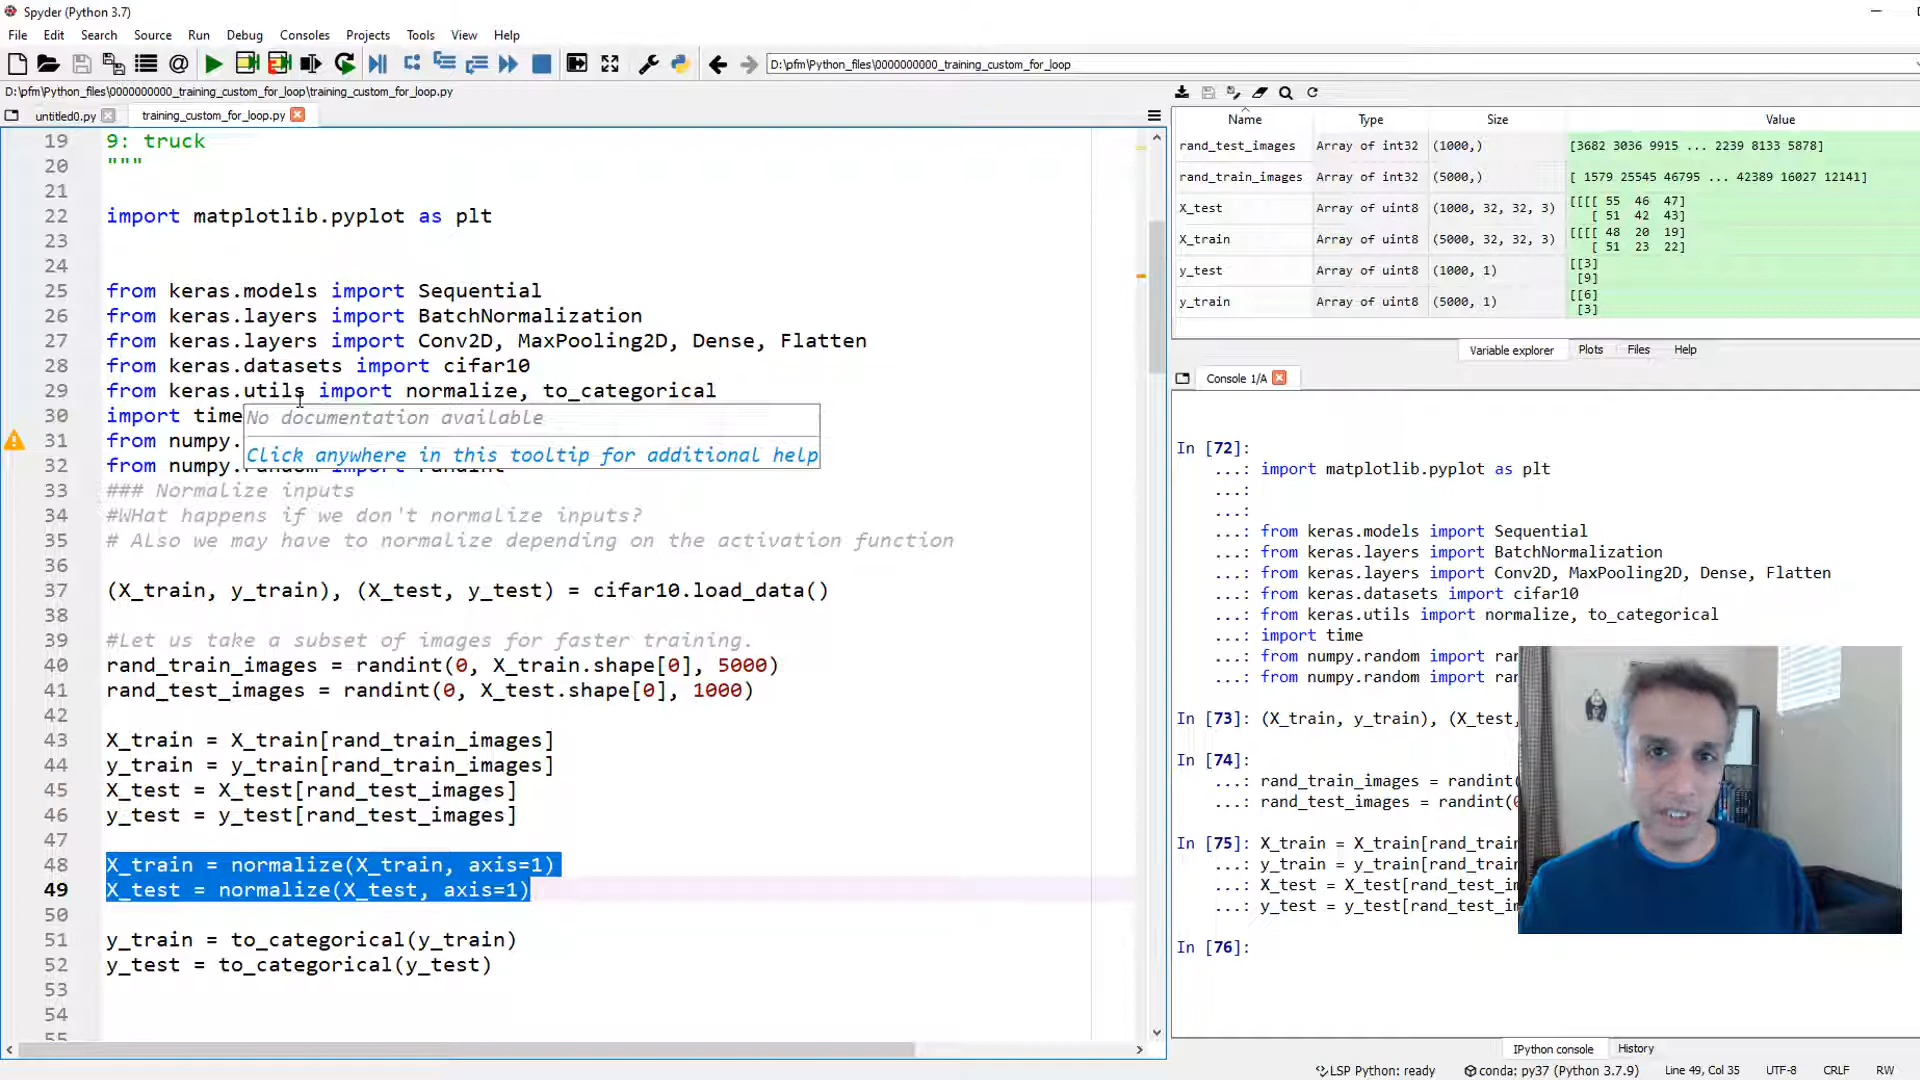 Spyder (Python 3.7)
File Edit Search Source Run Debug Consoles Projects Tools View Help
D:\pfm\Python_files\0000000000_training_custom_for_loop
D:\pfm\Python_files\0000000000_training_custom_for_loop\training_custom_for_loop.py
untitled0.py training_custom_for_loop.py
19 9: truck
20 """
21
22 import matplotlib.pyplot as plt
23
24
25 from keras.models import Sequential
26 from keras.layers import BatchNormalization
27 from keras.layers import Conv2D, MaxPooling2D, Dense, Flatten
28 from keras.datasets import cifar10
29 from keras.utils import normalize, to_categorical
30 import time
No documentation available
31 from numpy.
Click anywhere in this tooltip for additional help
32 from numpy.random import randint
33 ### Normalize inputs
34 #WHat happens if we don't normalize inputs?
35 # ALso we may have to normalize depending on the activation function
36
37 (X_train, y_train), (X_test, y_test) = cifar10.load_data()
38
39 #Let us take a subset of images for faster training.
40 rand_train_images = randint(0, X_train.shape[0], 5000)
41 rand_test_images = randint(0, X_test.shape[0], 1000)
42
43 X_train = X_train[rand_train_images]
44 y_train = y_train[rand_train_images]
45 X_test = X_test[rand_test_images]
46 y_test = y_test[rand_test_images]
47
48 X_train = normalize(X_train, axis=1)
49 X_test = normalize(X_test, axis=1)
50
51 y_train = to_categorical(y_train)
52 y_test = to_categorical(y_test)
53
54
55
Name Type Size Value
rand_test_images Array of int32 (1000,) [3682 3036 9915 ... 2239 8133 5878]
rand_train_images Array of int32 (5000,) [ 1579 25545 46795 ... 42389 16027 12141]
X_test Array of uint8 (1000, 32, 32, 3) [[[[ 55 46 47]
[ 51 42 43]
X_train Array of uint8 (5000, 32, 32, 3) [[[[ 48 20 19]
[ 51 23 22]
y_test Array of uint8 (1000, 1) [[3]
[9]
y_train Array of uint8 (5000, 1) [[6]
[3]
Variable explorer Plots Files Help
Console 1/A
In [72]:
...: import matplotlib.pyplot as plt
...:
...:
...: from keras.models import Sequential
...: from keras.layers import BatchNormalization
...: from keras.layers import Conv2D, MaxPooling2D, Dense, Flatten
...: from keras.datasets import cifar10
...: from keras.utils import normalize, to_categorical
...: import time
...: from numpy.random import rar
...: from numpy.random import rar
In [73]: (X_train, y_train), (X_test,
In [74]:
...: rand_train_images = randint(
...: rand_test_images = randint(0
In [75]: X_train = X_train[rand_train
...: y_train = y_train[rand_train
...: X_test = X_test[rand_test_im
...: y_test = y_test[rand_test_im
In [76]:
IPython console History
LSP Python: ready conda: py37 (Python 3.7.9) Line 49, Col 35 UTF-8 CRLF RW